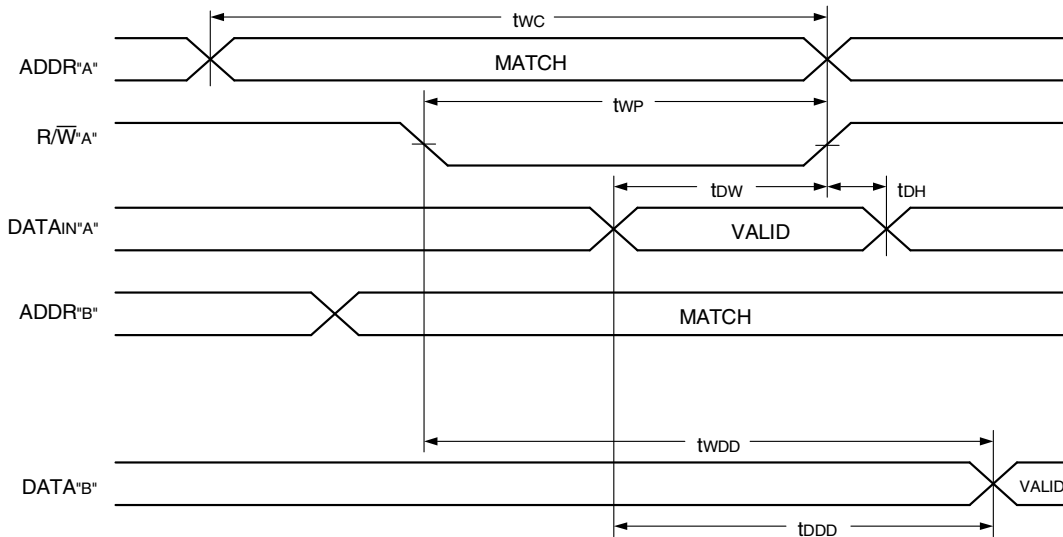 tWC
ADDR"A"
MATCH
tWP
R/W̅"A"
tDW
tDH
DATAIN"A"
VALID
ADDR"B"
MATCH
tWDD
DATA"B"
VALID
tDDD